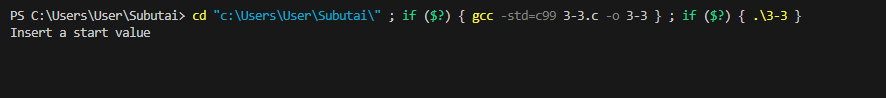 PS C:\Users\User\Subutai> cd "c:\Users\User\Subutai\" ; if ($?) { gcc -std=c99 3-3.c -o 3-3 } ; if ($?) { .\3-3 }
Insert a start value